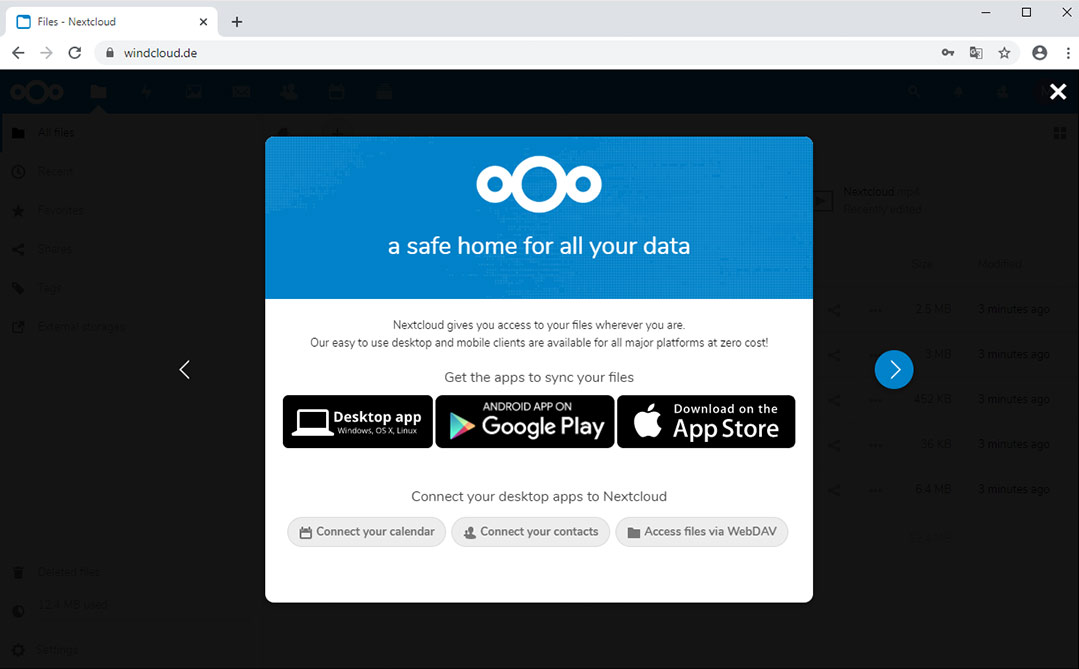 Files - Nextcloud
windcloud.de
All files
Recent
Favorites
Shares
Tags
External storages
Deleted files
12.4 MB used
Settings
Nextcloud.mp4
Recently edited
Size Modified
2.5 MB 3 minutes ago
3 MB 3 minutes ago
452 KB 3 minutes ago
36 KB 3 minutes ago
6.4 MB 3 minutes ago
a safe home for all your data
Nextcloud gives you access to your files wherever you are.
Our easy to use desktop and mobile clients are available for all major platforms at zero cost!
Get the apps to sync your files
Desktop app
Windows, OS X, Linux
ANDROID APP ON
Google Play
Download on the
App Store
Connect your desktop apps to Nextcloud
Connect your calendar
Connect your contacts
Access files via WebDAV